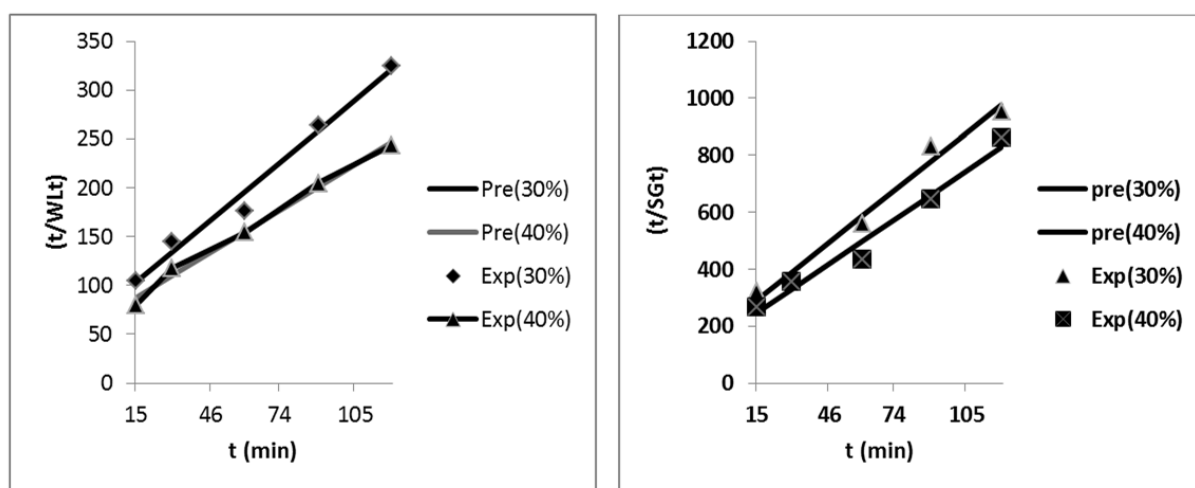 350
300
250
200
150
100
50
0
(t/WLt)
15 46 74 105
t (min)
Pre(30%)
Pre(40%)
Exp(30%)
Exp(40%)
1200
1000
800
600
400
200
0
(t/SGt)
15 46 74 105
t (min)
pre(30%)
pre(40%)
Exp(30%)
Exp(40%)